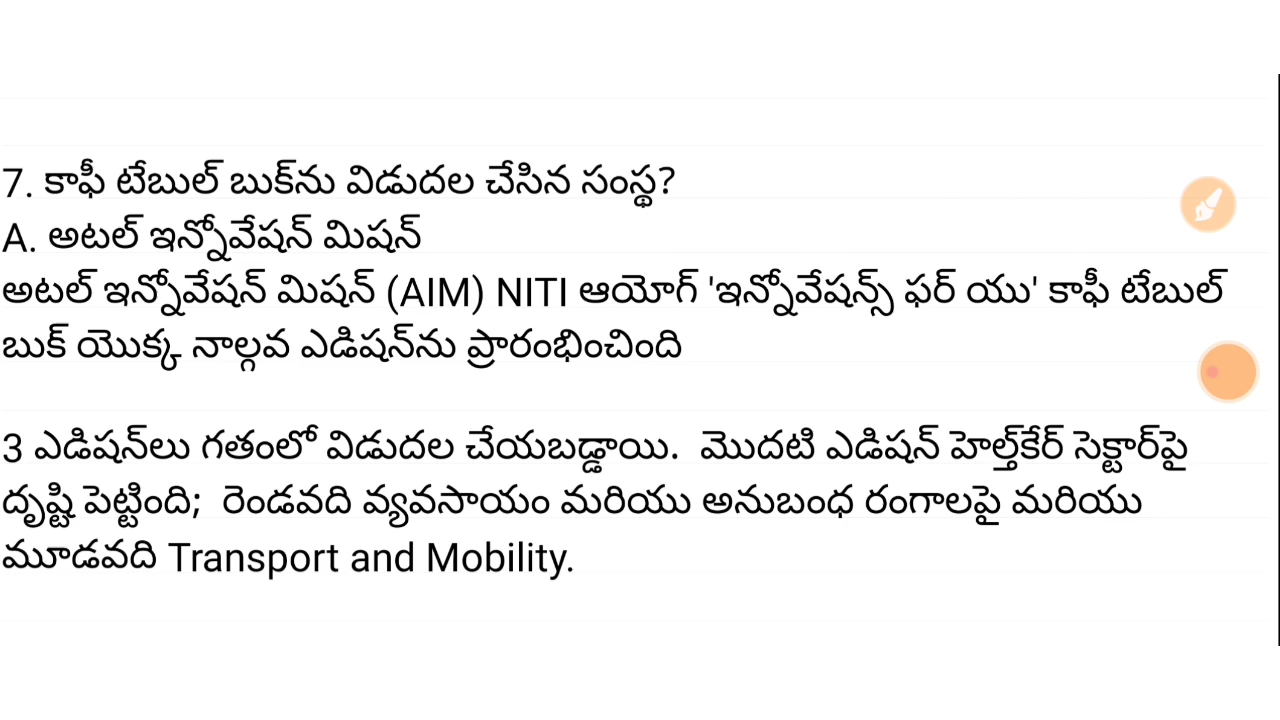 7. కాఫీ టేబుల్ బుక్‌ను విడుదల చేసిన సంస్థ?
A. అటల్ ఇన్నోవేషన్ మిషన్
అటల్ ఇన్నోవేషన్ మిషన్ (AIM) NITI ఆయోగ్ 'ఇన్నోవేషన్స్ ఫర్ యు' కాఫీ టేబుల్
బుక్ యొక్క నాల్గవ ఎడిషన్‌ను ప్రారంభించింది
3 ఎడిషన్‌లు గతంలో విడుదల చేయబడ్డాయి.  మొదటి ఎడిషన్ హెల్త్‌కేర్ సెక్టార్‌పై
దృష్టి పెట్టింది;  రెండవది వ్యవసాయం మరియు అనుబంధ రంగాలపై మరియు
మూడవది Transport and Mobility.